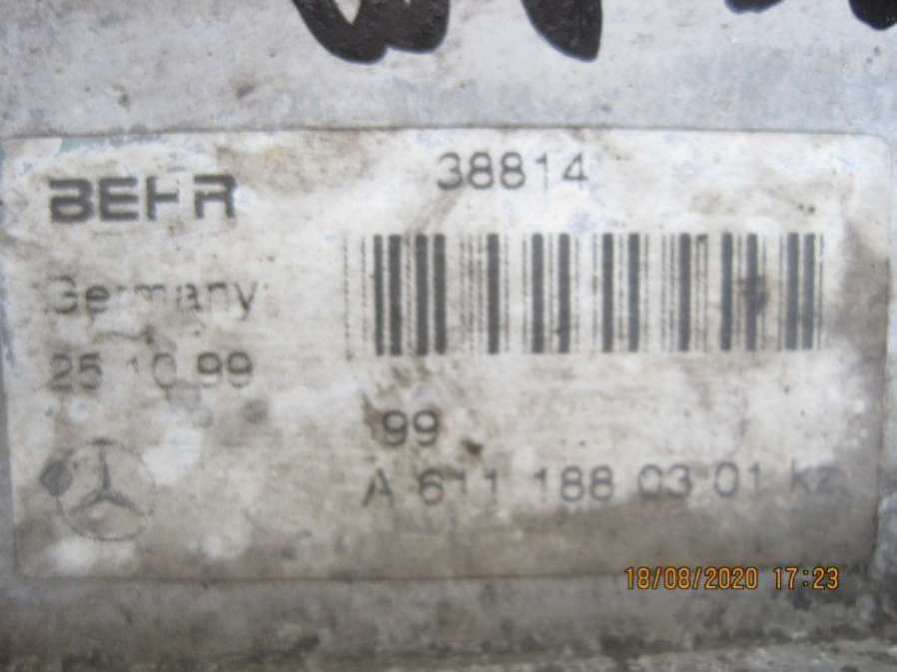 38814
BEHR
Germany
25.10.99
99
A 611 188 03 01 kz
18/08/2020 17:23